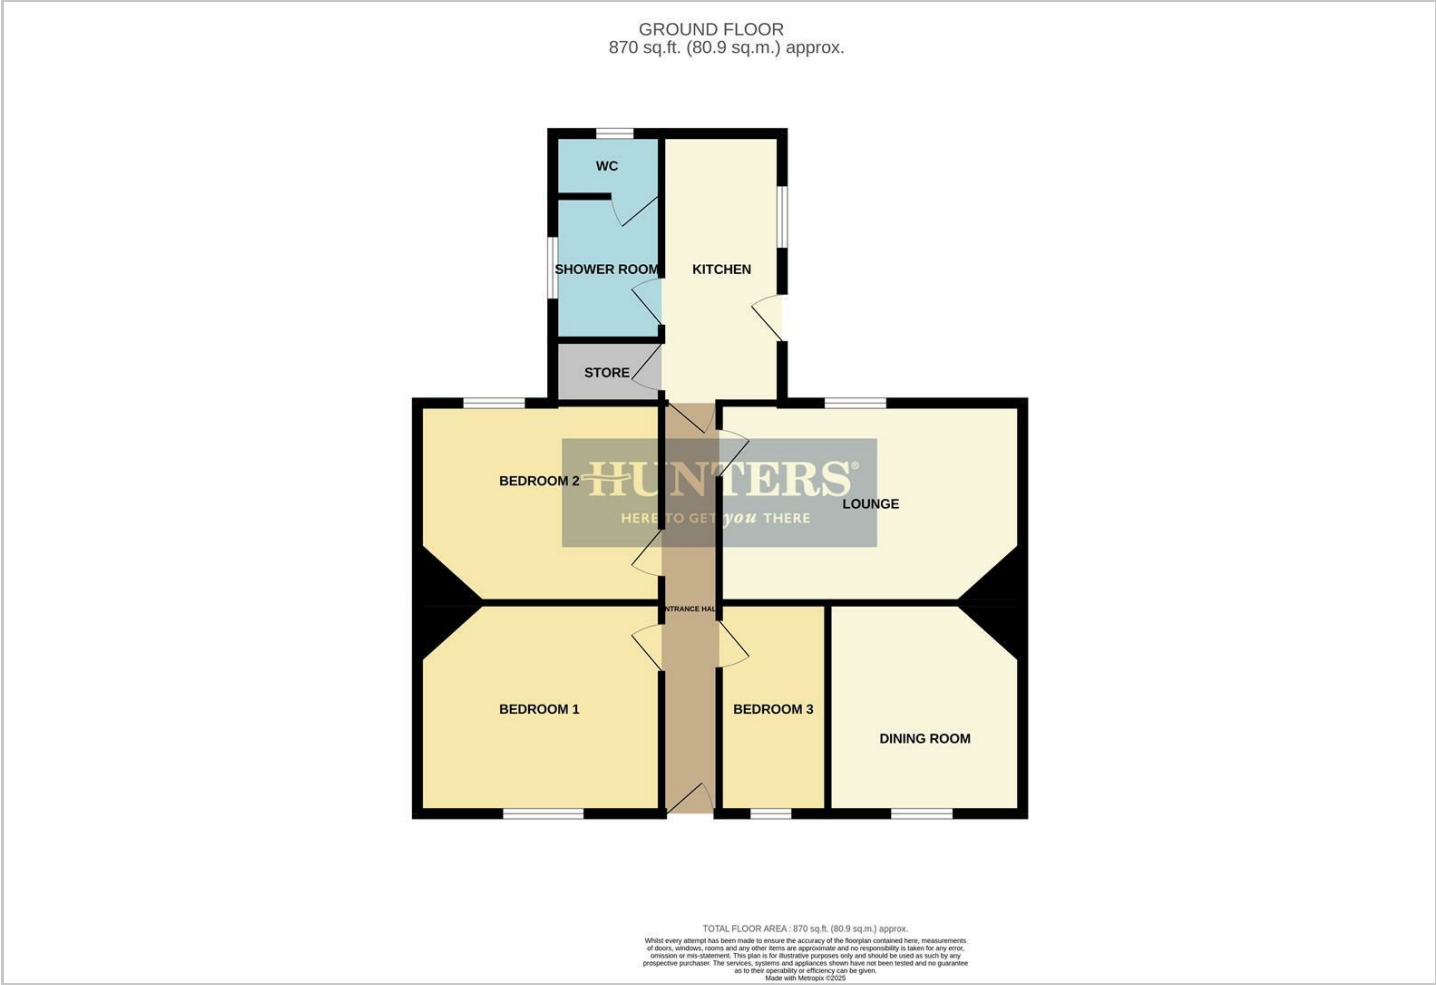 GROUND FLOOR
870 sq.ft. (80.9 sq.m.) approx.
WC
SHOWER ROOM
KITCHEN
STORE
BEDROOM 2
HUNTERS®
HERE TO GET you THERE
LOUNGE
NTRANCE HAL
BEDROOM 1
BEDROOM 3
DINING ROOM
TOTAL FLOOR AREA : 870 sq.ft. (80.9 sq.m.) approx.
Whilst every attempt has been made to ensure the accuracy of the floorplan contained here, measurements
of doors, windows, rooms and any other items are approximate and no responsibility is taken for any error,
omission or mis-statement. This plan is for illustrative purposes only and should be used as such by any
prospective purchaser. The services, systems and appliances shown have not been tested and no guarantee
as to their operability or efficiency can be given.
Made with Metropix ©2025